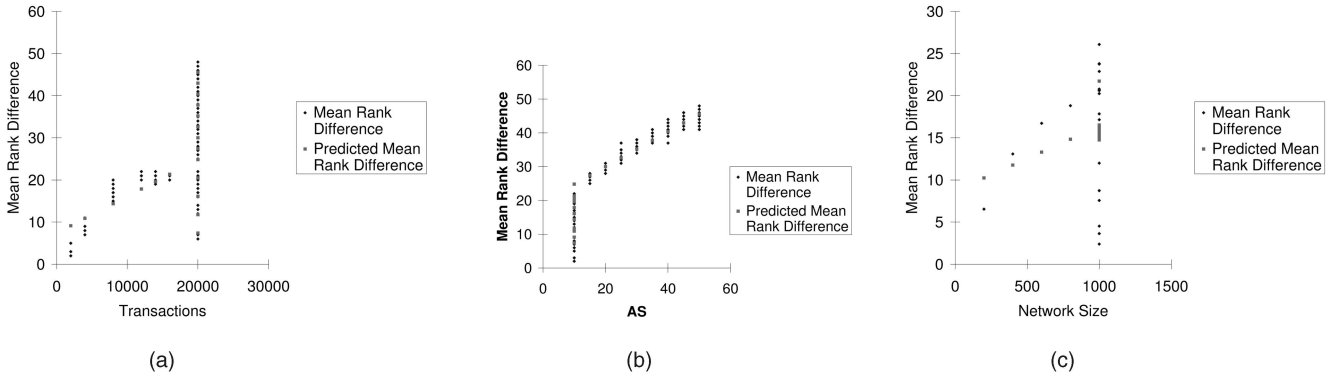 60
50
40
30
20
10
0
Mean Rank Difference
0 10000 20000 30000
Transactions
Mean Rank
Difference
Predicted Mean
Rank Difference
(a)
60
50
40
30
20
10
0
Mean Rank Difference
0 20 40 60
AS
Mean Rank
Difference
Predicted Mean
Rank Difference
(b)
30
25
20
15
10
5
0
Mean Rank Difference
0 500 1000 1500
Network Size
Mean Rank
Difference
Predicted Mean
Rank Difference
(c)